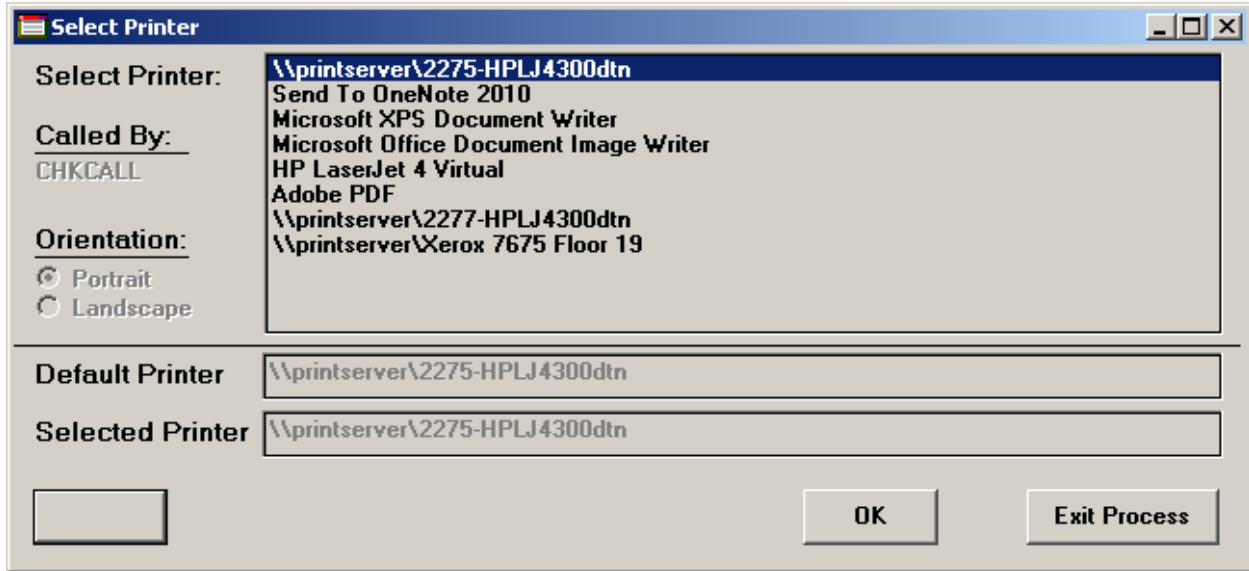 Select Printer
Select Printer:
\\printserver\2275-HPLJ4300dtn
Send To OneNote 2010
Microsoft XPS Document Writer
Microsoft Office Document Image Writer
HP LaserJet 4 Virtual
Adobe PDF
\\printserver\2277-HPLJ4300dtn
\\printserver\Xerox 7675 Floor 19
Called By:
CHKCALL
Orientation:
Portrait
Landscape
Default Printer
\\printserver\2275-HPLJ4300dtn
Selected Printer
\\printserver\2275-HPLJ4300dtn
OK
Exit Process